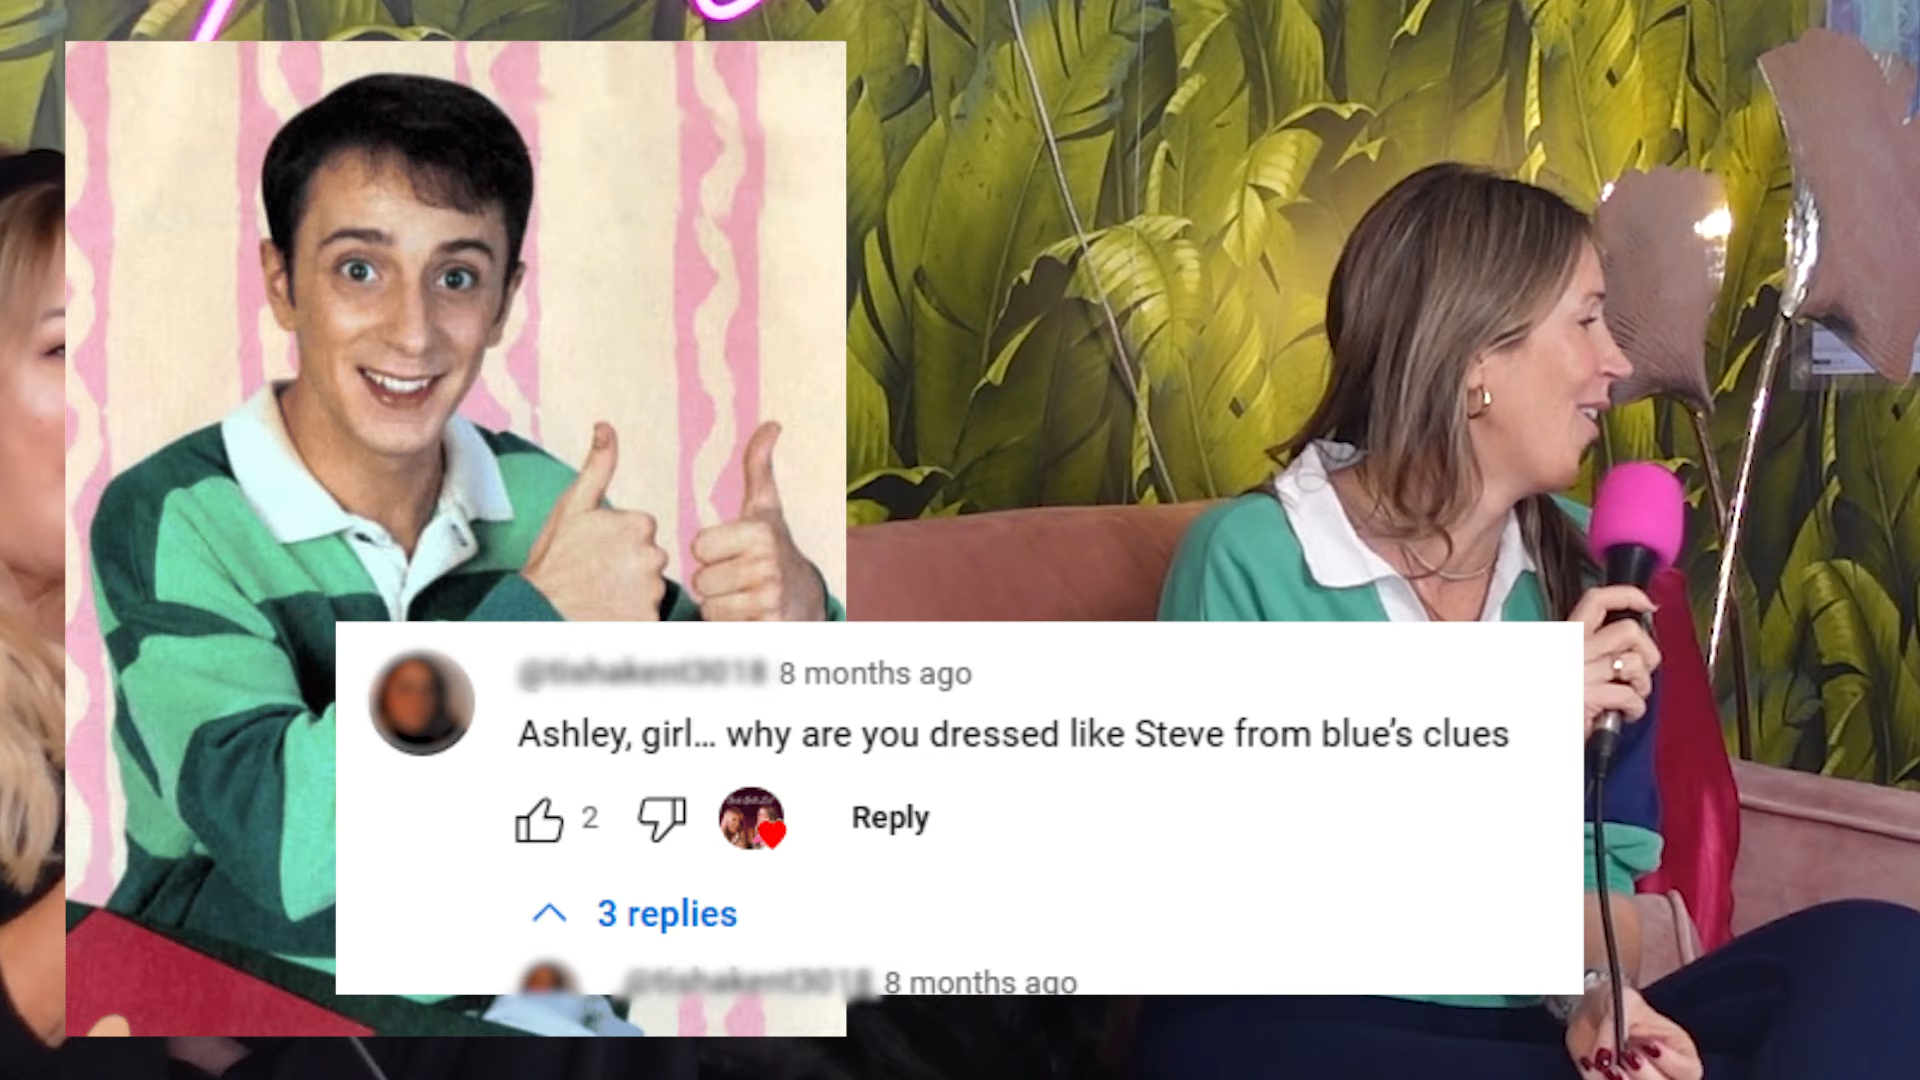 8 months ago
Ashley, girl... why are you dressed like Steve from blue’s clues
2
Reply
3 replies
8 months ago